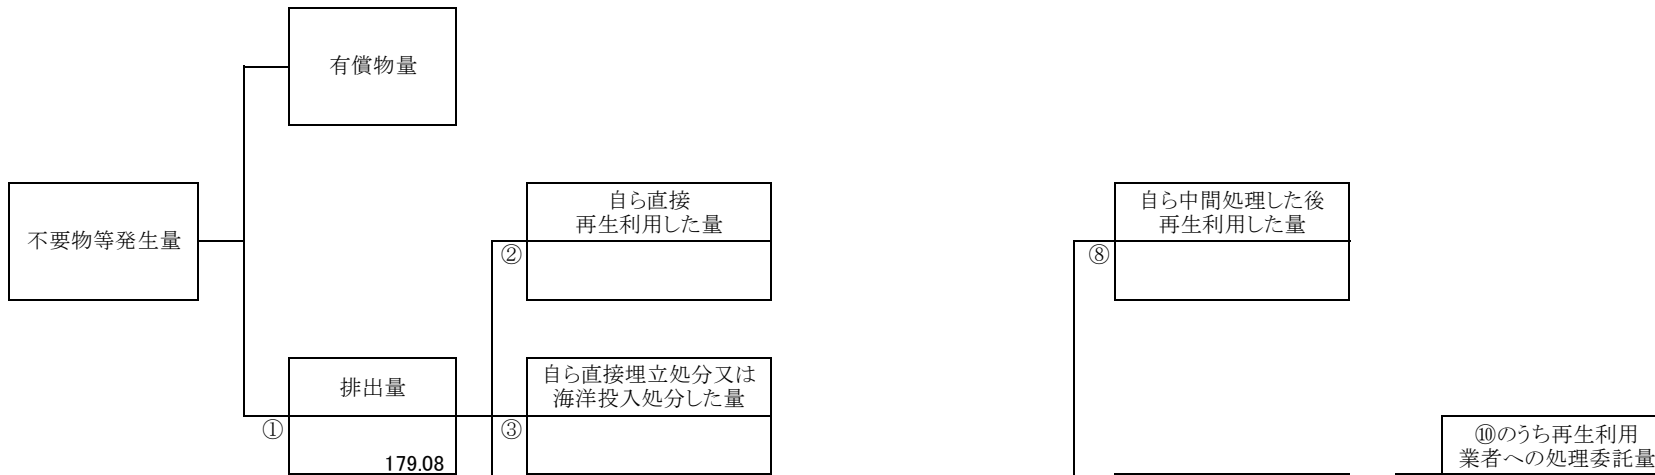 有償物量
不要物等発生量
自ら直接
再生利用した量
②
自ら中間処理した後
再生利用した量
⑧
排出量
①
179.08
自ら直接埋立処分又は
海洋投入処分した量
③
⑩のうち再生利用
業者への処理委託量